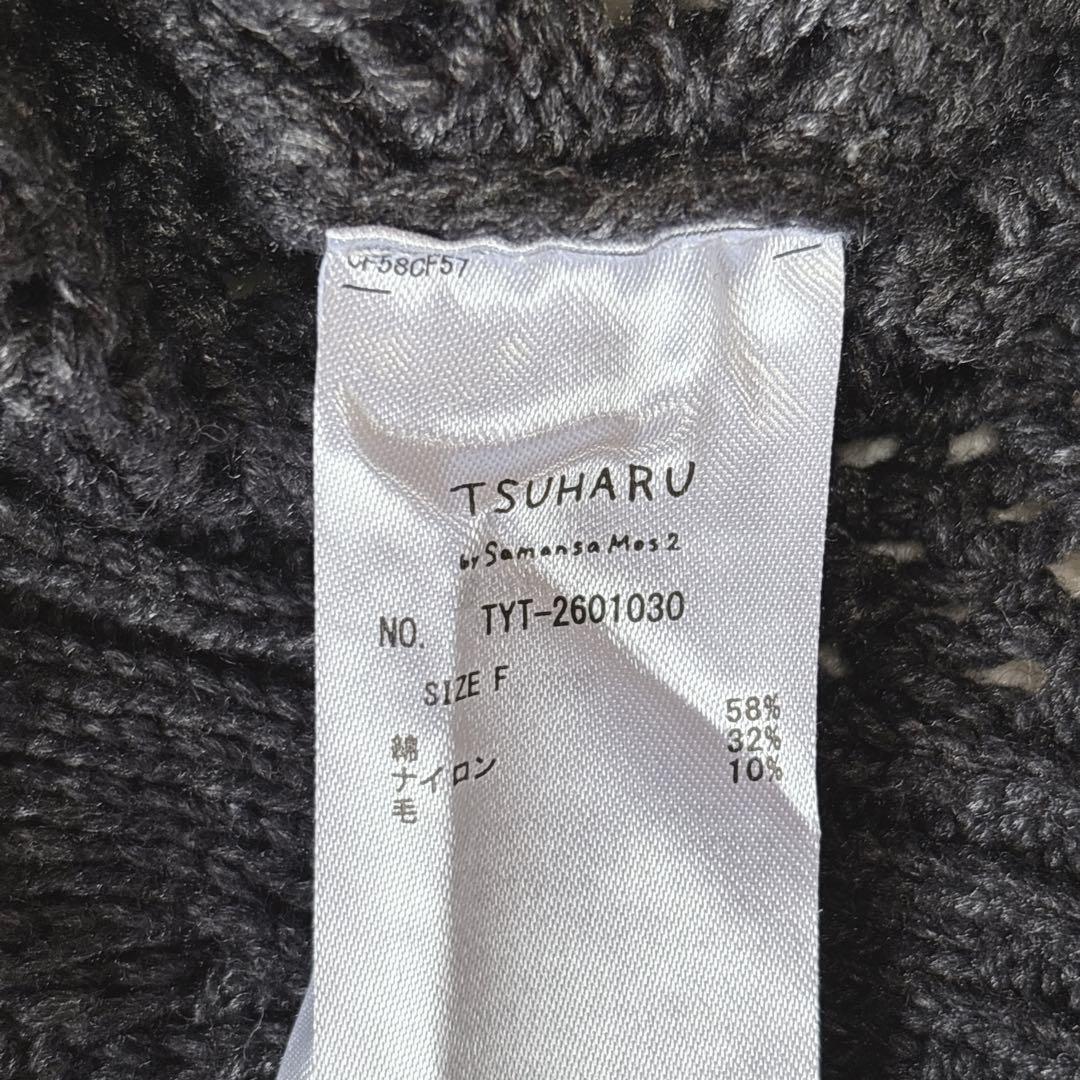 CF58CF57
TSUHARU
by Samansa Mos2
NO. TYT-2601030
SIZE F
綿 58%
ナイロン 32%
毛 10%